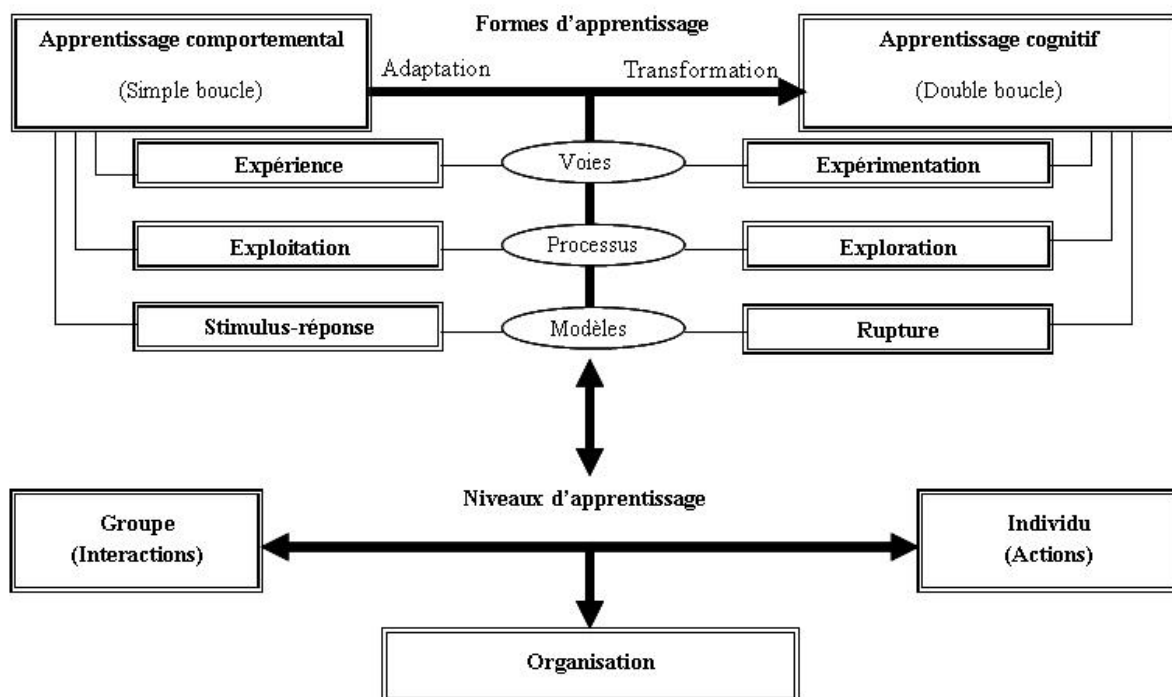 Formes d'apprentissage
Apprentissage comportemental
(Simple boucle)
Adaptation
Transformation
Apprentissage cognitif
(Double boucle)
Expérience
Voies
Expérimentation
Exploitation
Processus
Exploration
Stimulus-réponse
Modèles
Rupture
Niveaux d'apprentissage
Groupe
(Interactions)
Individu
(Actions)
Organisation